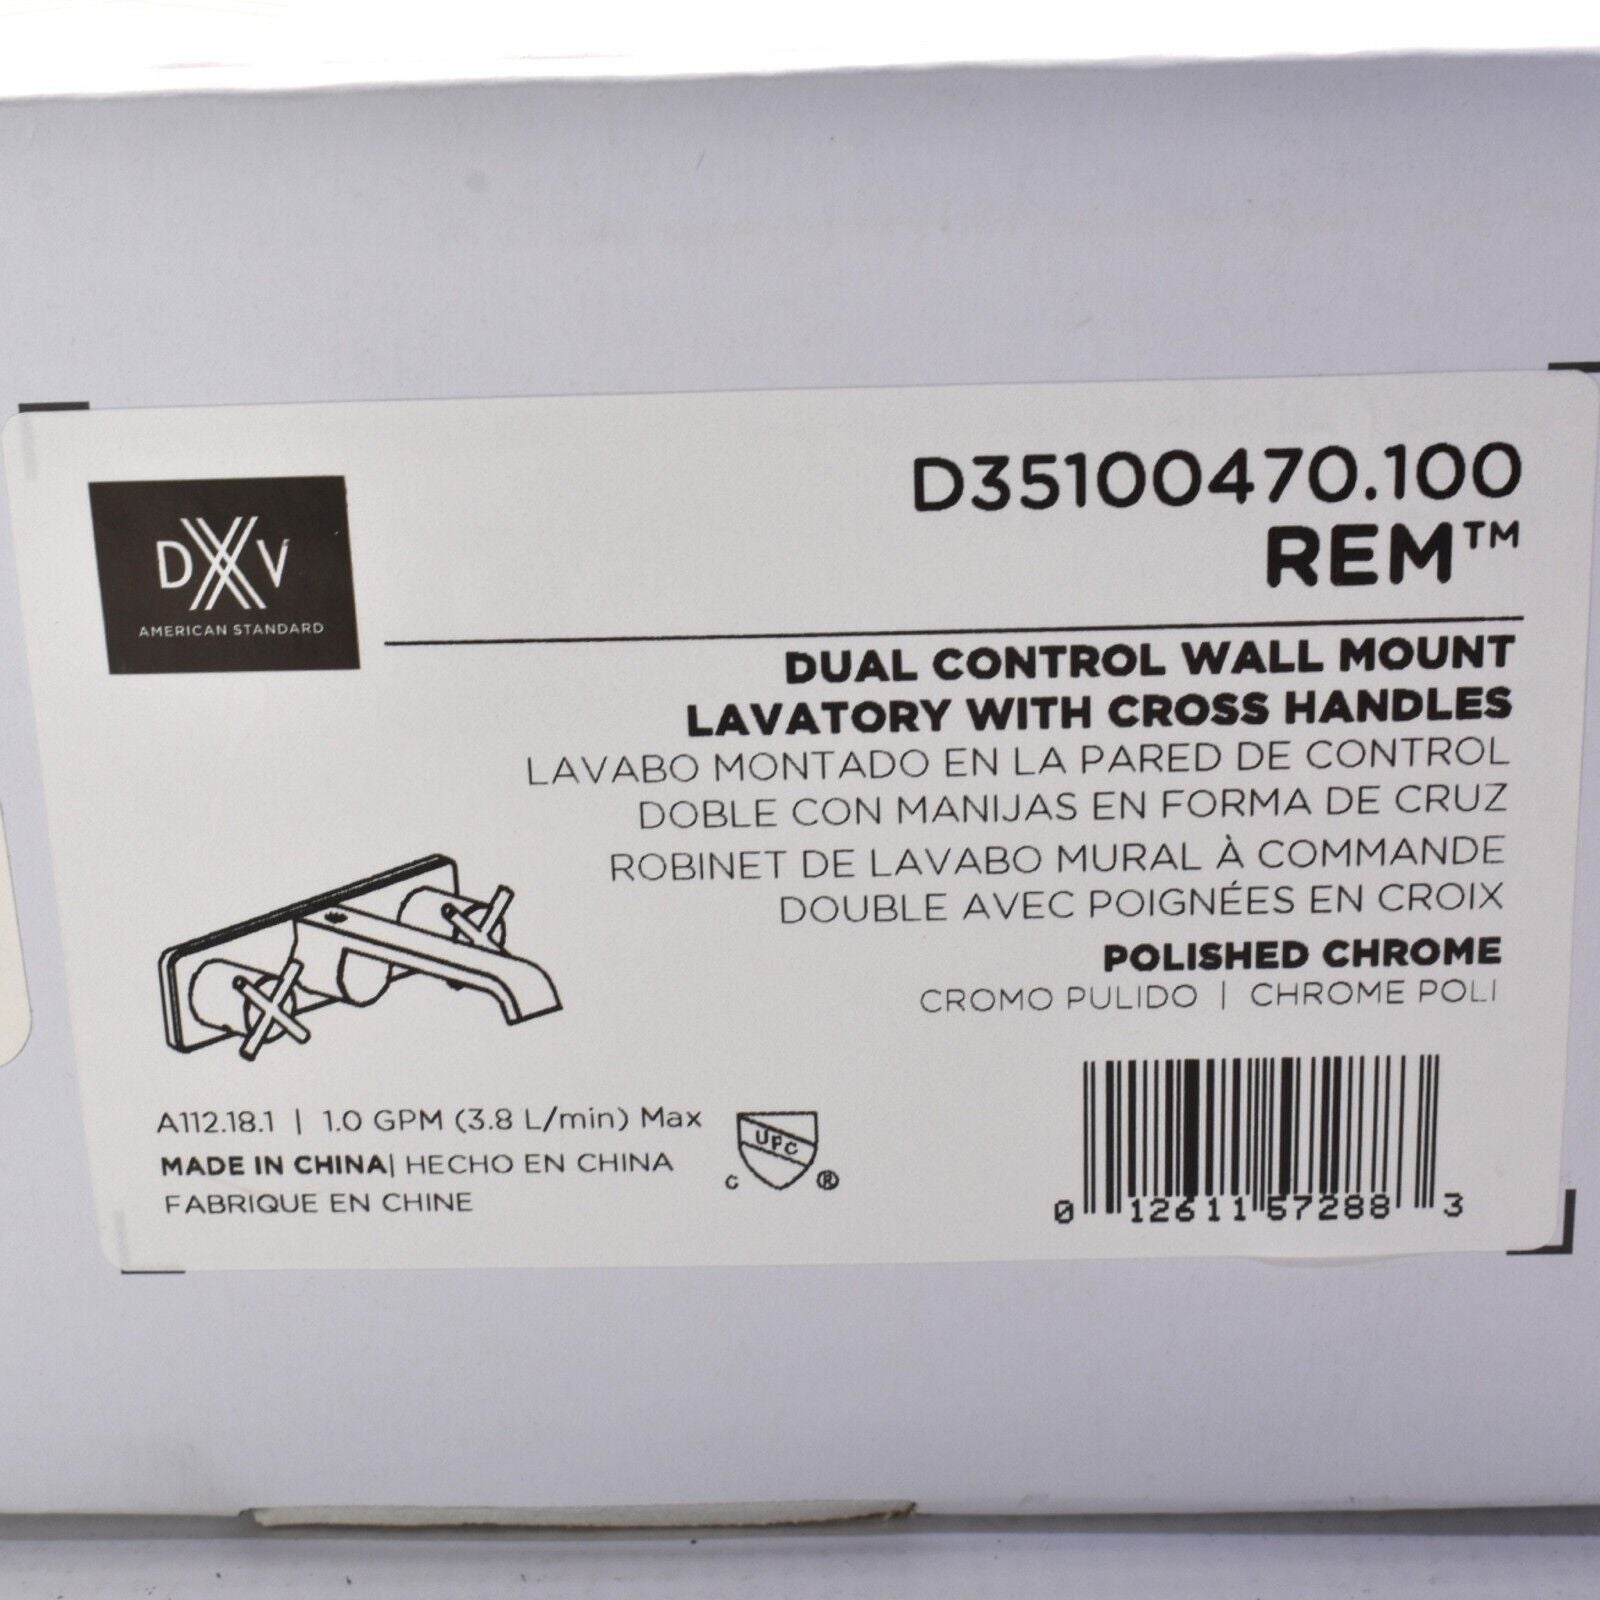 D35100470.100
REM™
DXV
AMERICAN STANDARD
DUAL CONTROL WALL MOUNT
LAVATORY WITH CROSS HANDLES
LAVABO MONTADO EN LA PARED DE CONTROL
DOBLE CON MANIJAS EN FORMA DE CRUZ
ROBINET DE LAVABO MURAL À COMMANDE
DOUBLE AVEC POIGNÉES EN CROIX
POLISHED CHROME
CROMO PULIDO | CHROME POLI
A112.18.1 | 1.0 GPM (3.8 L/min) Max
MADE IN CHINA| HECHO EN CHINA
FABRIQUE EN CHINE
UPC
C ®
0 12611 57288 3